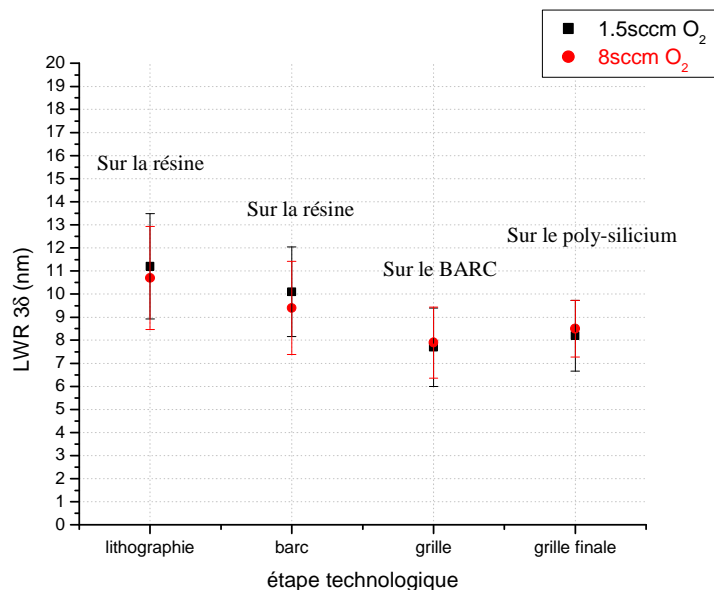 1.5sccm O2
8sccm O2
20
19
18
17
16
15
14
13
12
11
10
9
8
7
6
5
4
3
2
1
0
LWR 3δ (nm)
Sur la résine
Sur la résine
Sur le BARC
Sur le poly-silicium
lithographie
barc
grille
grille finale
étape technologique